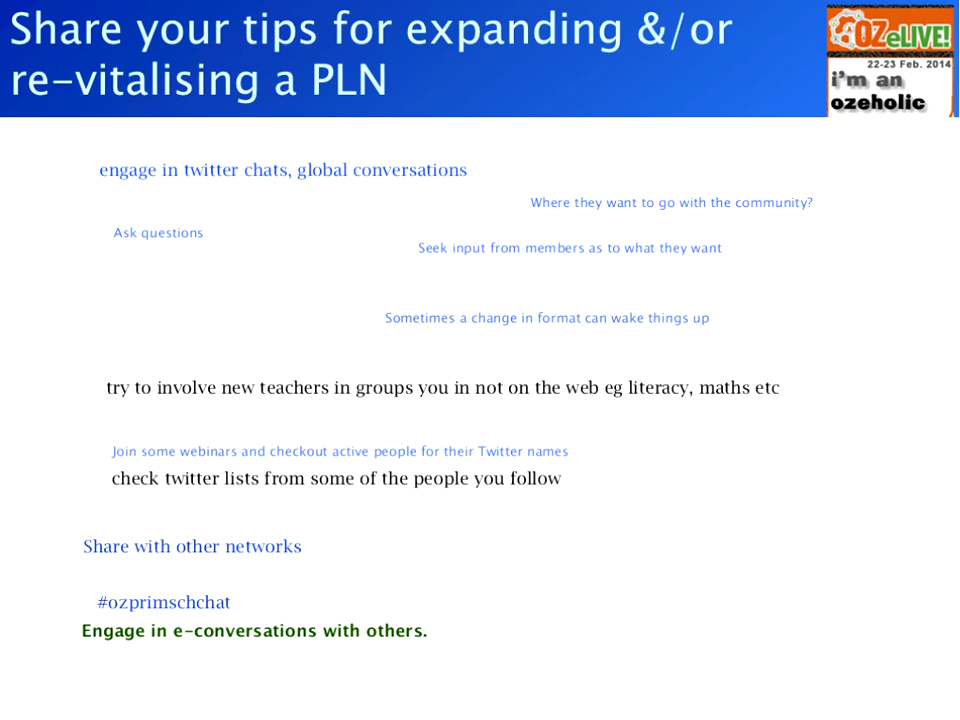 Share your tips for expanding &/or
re-vitalising a PLN
OZeLIVE!
22-23 Feb. 2014
i'm an
ozeholic
engage in twitter chats, global conversations
Where they want to go with the community?
Ask questions
Seek input from members as to what they want
Sometimes a change in format can wake things up
try to involve new teachers in groups you in not on the web eg literacy, maths etc
Join some webinars and checkout active people for their Twitter names
check twitter lists from some of the people you follow
Share with other networks
#ozprimschchat
Engage in e-conversations with others.